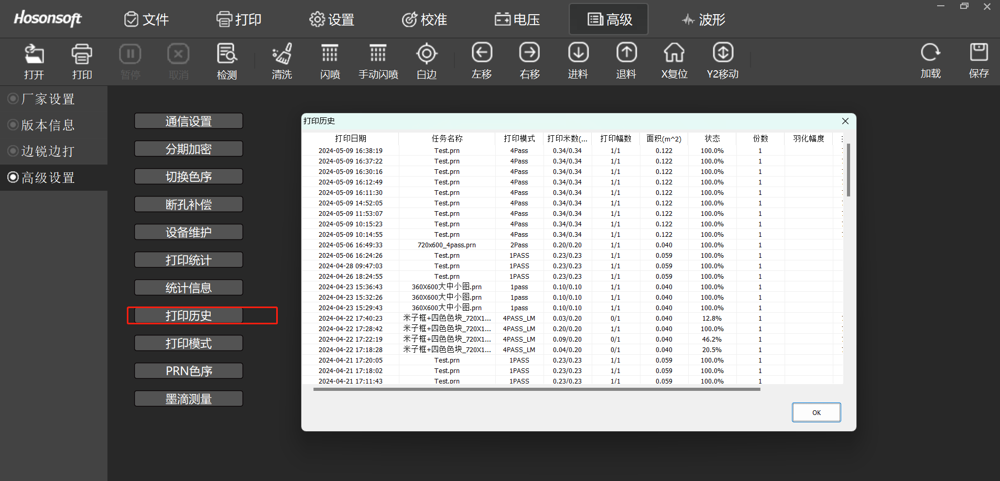 Hosonsoft 文件 打印 设置 校准 电压 高级 波形
打开 打印 暂停 取消 检测 清洗 闪喷 手动闪喷 白边 左移 右移 进料 退料 X复位 Y2移动 加载 保存
厂家设置
版本信息
边锐边打
高级设置
通信设置
分期加密
切换色序
断孔补偿
设备维护
打印统计
统计信息
打印历史
打印模式
PRN色序
墨滴测量
打印历史
打印日期 任务名称 打印模式 打印米数(... 打印幅数 面积(m^2) 状态 份数 羽化幅度
2024-05-09 16:38:19 Test.prn 4Pass 0.34/0.34 1/1 0.122 100.0% 1
2024-05-09 16:37:22 Test.prn 4Pass 0.34/0.34 1/1 0.122 100.0% 1
2024-05-09 16:30:16 Test.prn 4Pass 0.34/0.34 1/1 0.122 100.0% 1
2024-05-09 16:12:49 Test.prn 4Pass 0.34/0.34 1/1 0.122 100.0% 1
2024-05-09 16:11:30 Test.prn 4Pass 0.34/0.34 1/1 0.122 100.0% 1
2024-05-09 14:52:05 Test.prn 4Pass 0.34/0.34 1/1 0.122 100.0% 1
2024-05-09 11:53:07 Test.prn 4Pass 0.34/0.34 1/1 0.122 100.0% 1
2024-05-09 10:15:23 Test.prn 4Pass 0.34/0.34 1/1 0.122 100.0% 1
2024-05-09 10:14:55 Test.prn 4Pass 0.34/0.34 1/1 0.122 100.0% 1
2024-05-06 16:49:33 720x600_4pass.prn 2Pass 0.20/0.20 1/1 0.040 100.0% 1
2024-05-06 16:24:26 Test.prn 1PASS 0.23/0.23 1/1 0.059 100.0% 1
2024-04-28 09:47:03 Test.prn 1PASS 0.23/0.23 1/1 0.059 100.0% 1
2024-04-26 18:24:55 Test.prn 1PASS 0.23/0.23 1/1 0.059 100.0% 1
2024-04-23 15:36:43 360X600大中小图.prn 1pass 0.10/0.10 1/1 0.040 100.0% 1
2024-04-23 15:32:26 360X600大中小图.prn 1pass 0.10/0.10 1/1 0.040 100.0% 1
2024-04-23 15:29:43 360X600大中小图.prn 1pass 0.10/0.10 1/1 0.040 100.0% 1
2024-04-22 17:40:23 米子框+四色色块_720X1... 4PASS_LM 0.03/0.20 0/1 0.040 12.8% 1
2024-04-22 17:28:42 米子框+四色色块_720X1... 4PASS_LM 0.20/0.20 1/1 0.040 100.0% 1
2024-04-22 17:22:19 米子框+四色色块_720X1... 4PASS_LM 0.09/0.20 0/1 0.040 46.2% 1
2024-04-22 17:18:28 米子框+四色色块_720X1... 4PASS_LM 0.04/0.20 0/1 0.040 20.5% 1
2024-04-21 17:20:05 Test.prn 1PASS 0.23/0.23 1/1 0.059 100.0% 1
2024-04-21 17:18:02 Test.prn 1PASS 0.23/0.23 1/1 0.059 100.0% 1
2024-04-21 17:11:43 Test.prn 1PASS 0.23/0.23 1/1 0.059 100.0% 1
OK